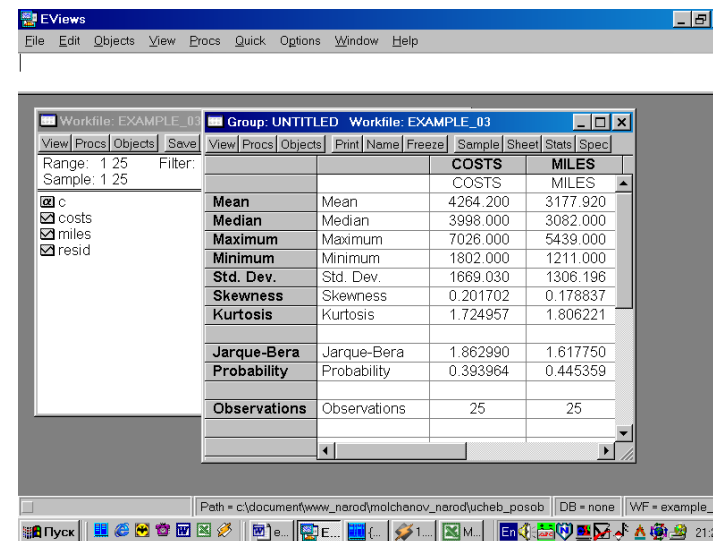 EViews
File Edit Objects View Procs Quick Options Window Help
Workfile: EXAMPLE_03
View Procs Objects Save
Range: 1 25 Filter:
Sample: 1 25
c
costs
miles
resid
Group: UNTITLED Workfile: EXAMPLE_03
View Procs Objects Print Name Freeze Sample Sheet Stats Spec
COSTS MILES
COSTS MILES
Mean Mean 4264.200 3177.920
Median Median 3998.000 3082.000
Maximum Maximum 7026.000 5439.000
Minimum Minimum 1802.000 1211.000
Std. Dev. Std. Dev. 1669.030 1306.196
Skewness Skewness 0.201702 0.178837
Kurtosis Kurtosis 1.724957 1.806221
Jarque-Bera Jarque-Bera 1.862990 1.617750
Probability Probability 0.393964 0.445359
Observations Observations 25 25
Path = c:\document\www_narod\molchanov_narod\ucheb_posob DB = none WF = example_
Пуск e... E... {... 1... M... En 21:2